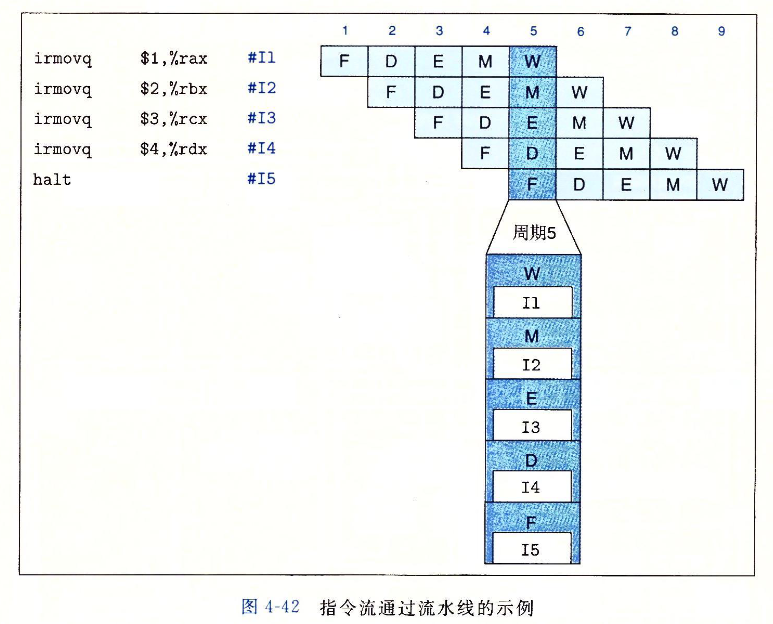 1 2 3 4 5 6 7 8 9
irmovq $1,%rax #I1 F D E M W
irmovq $2,%rbx #I2 F D E M W
irmovq $3,%rcx #I3 F D E M W
irmovq $4,%rdx #I4 F D E M W
halt #I5 F D E M W
周期5
W
I1
M
I2
E
I3
D
I4
F
I5
图 4-42 指令流通过流水线的示例